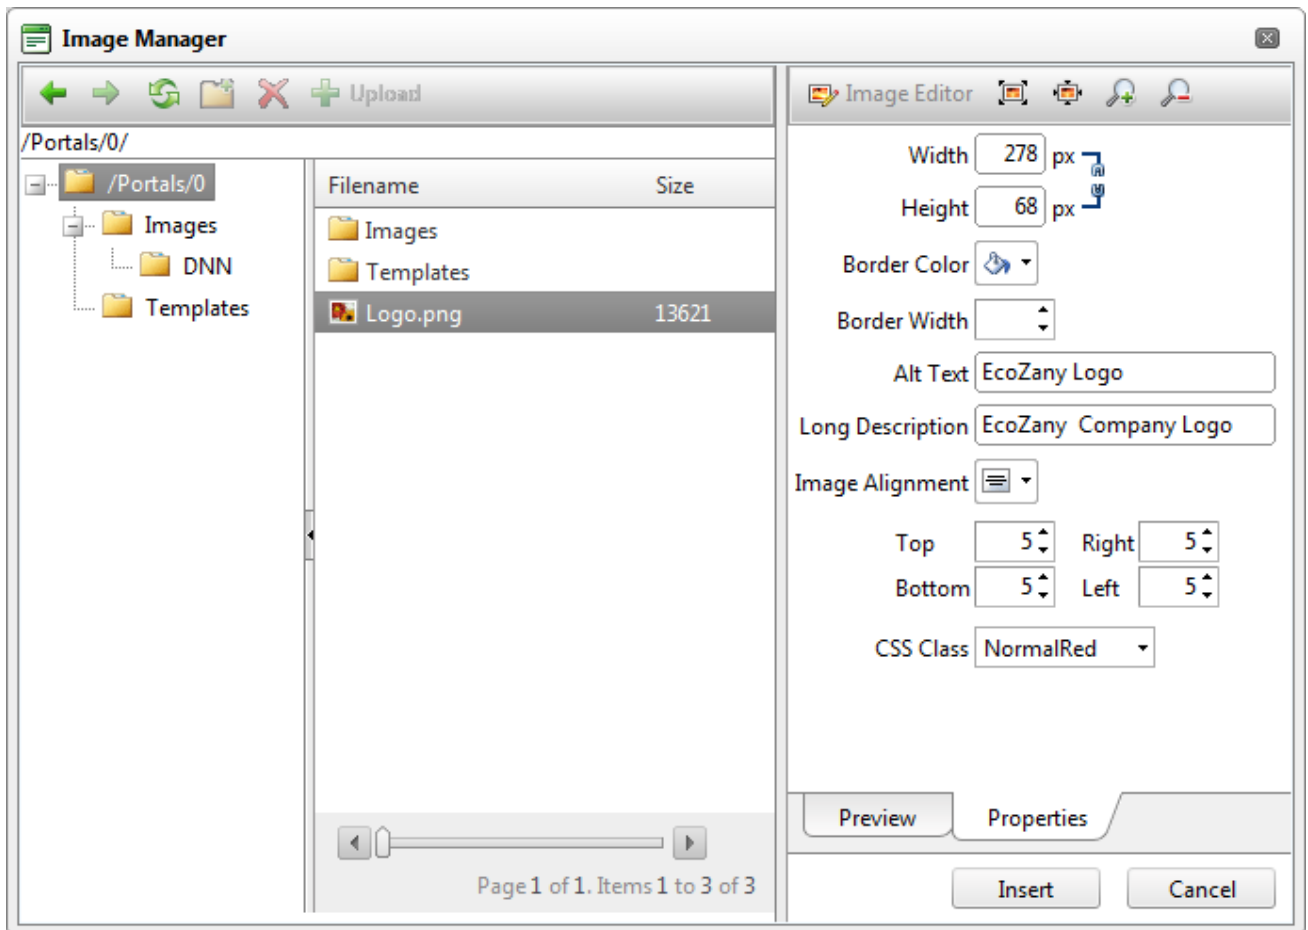 Image Manager
Upload
/Portals/0/
/Portals/0
Images
DNN
Templates
Filename Size
Images
Templates
Logo.png 13621
Page 1 of 1. Items 1 to 3 of 3
Image Editor
Width 278 px
Height 68 px
Border Color
Border Width
Alt Text EcoZany Logo
Long Description EcoZany  Company Logo
Image Alignment
Top 5 Right 5
Bottom 5 Left 5
CSS Class NormalRed
Preview Properties
Insert Cancel